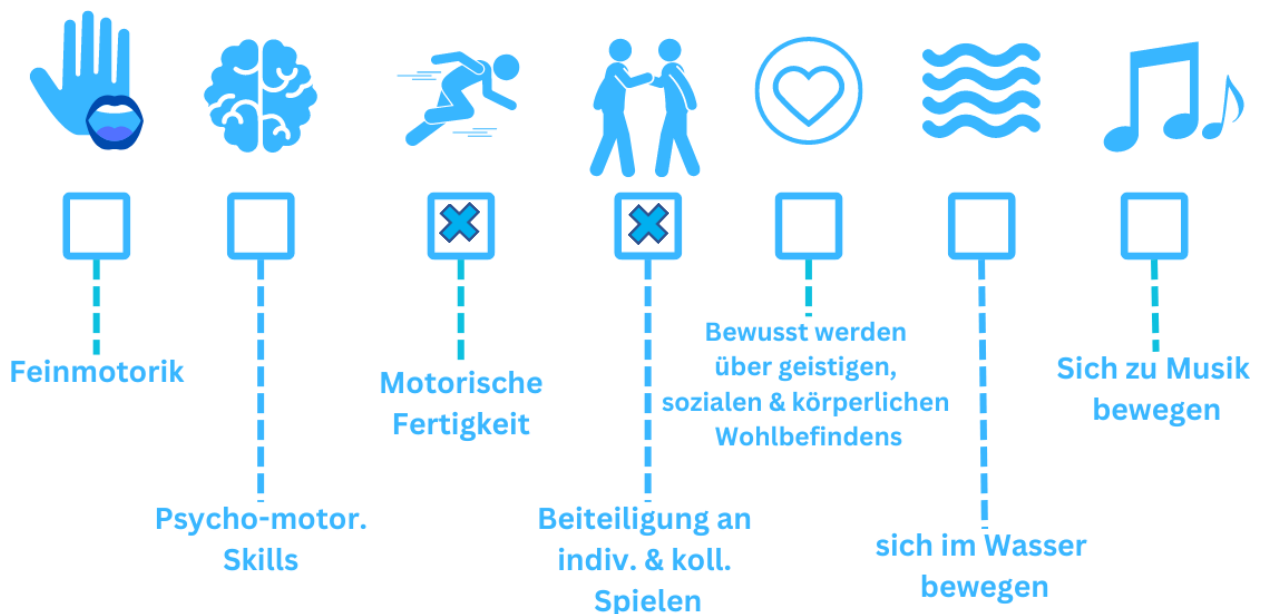 Feinmotorik
Psycho-motor.
Skills
Motorische
Fertigkeit
Beiteiligung an
indiv. & koll.
Spielen
Bewusst werden
über geistigen,
sozialen & körperlichen
Wohlbefindens
sich im Wasser
bewegen
Sich zu Musik
bewegen